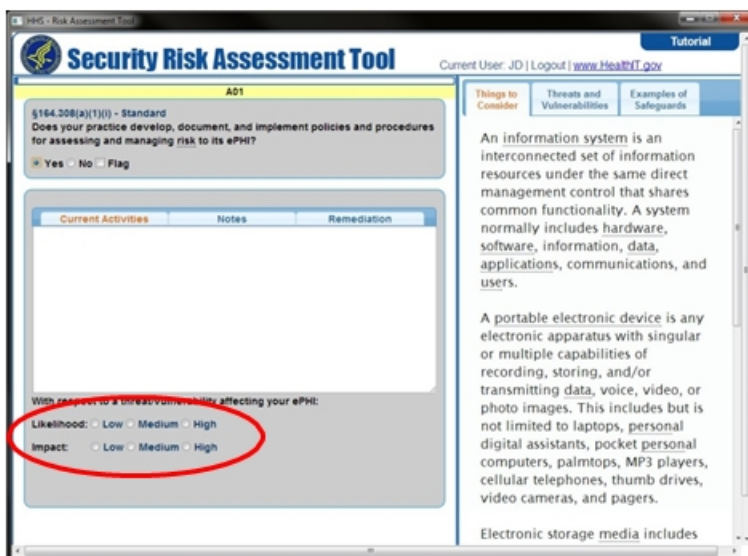 HHS - Risk Assessment Tool
Tutorial
Security Risk Assessment Tool
Current User: JD | Logout | www.HealthIT.gov
A01
§164.308(a)(1)(i) - Standard
Does your practice develop, document, and implement policies and procedures
for assessing and managing risk to its ePHI?
Yes No Flag
Current Activities Notes Remediation
With respect to a threat/vulnerability affecting your ePHI:
Likelihood: Low Medium High
Impact: Low Medium High
Things to
Consider
Threats and
Vulnerabilities
Examples of
Safeguards
An information system is an
interconnected set of information
resources under the same direct
management control that shares
common functionality. A system
normally includes hardware,
software, information, data,
applications, communications, and
users.
A portable electronic device is any
electronic apparatus with singular
or multiple capabilities of
recording, storing, and/or
transmitting data, voice, video, or
photo images. This includes but is
not limited to laptops, personal
digital assistants, pocket personal
computers, palmtops, MP3 players,
cellular telephones, thumb drives,
video cameras, and pagers.
Electronic storage media includes